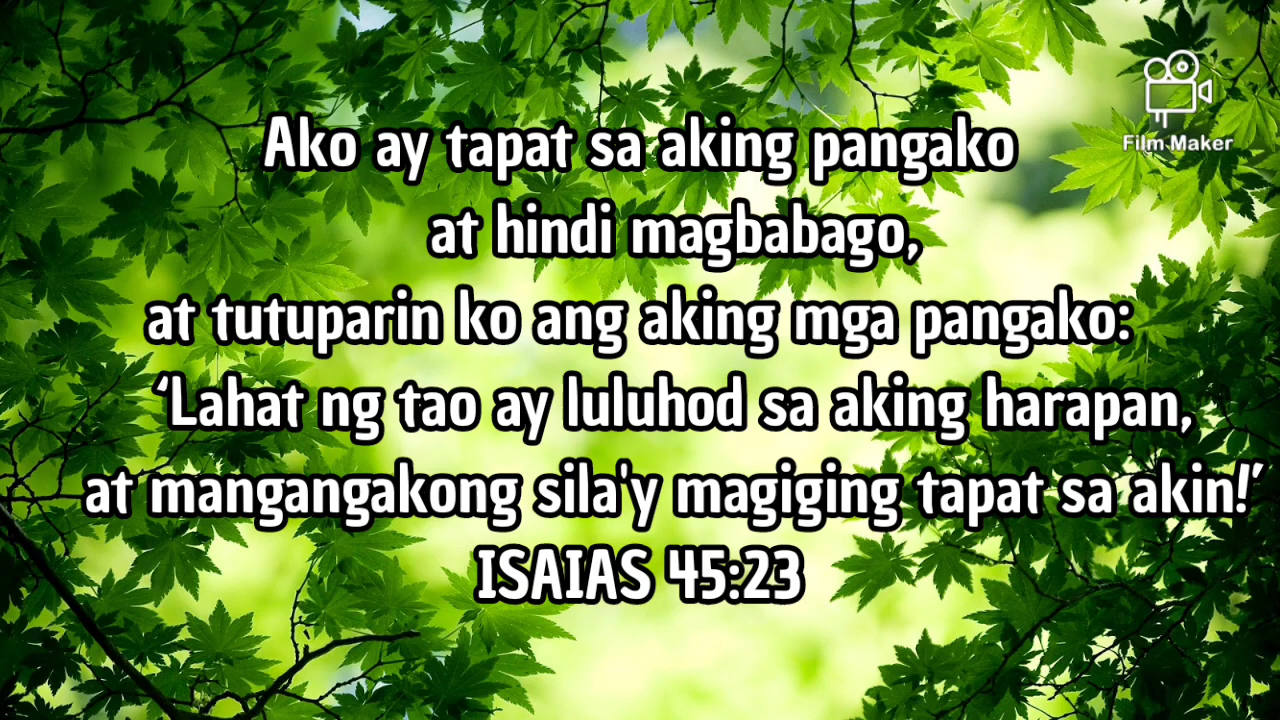 Film Maker
Ako ay tapat sa aking pangako
at hindi magbabago,
at tutuparin ko ang aking mga pangako:
‘Lahat ng tao ay luluhod sa aking harapan,
at mangangakong sila'y magiging tapat sa akin!’
ISAIAS 45:23